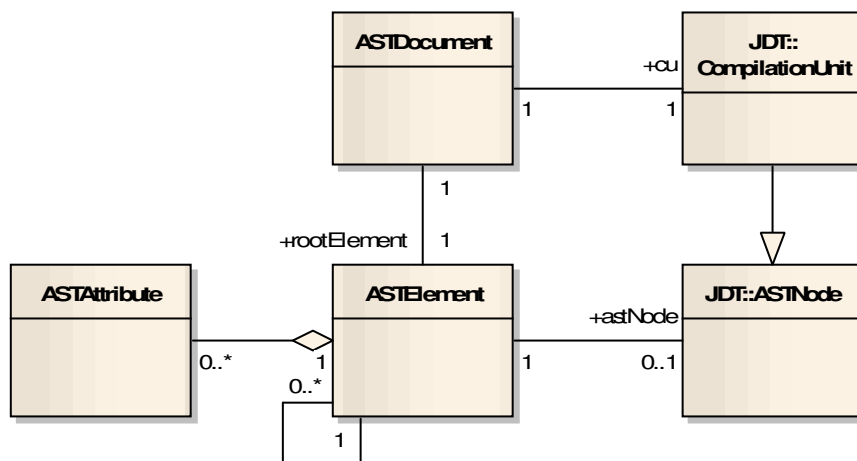 ASTDocument
JDT::
CompilationUnit
+cu
1
1
1
+rootElement
1
ASTAttribute
ASTElement
JDT::ASTNode
+astNode
0..*
1
1
0..1
0..*
1